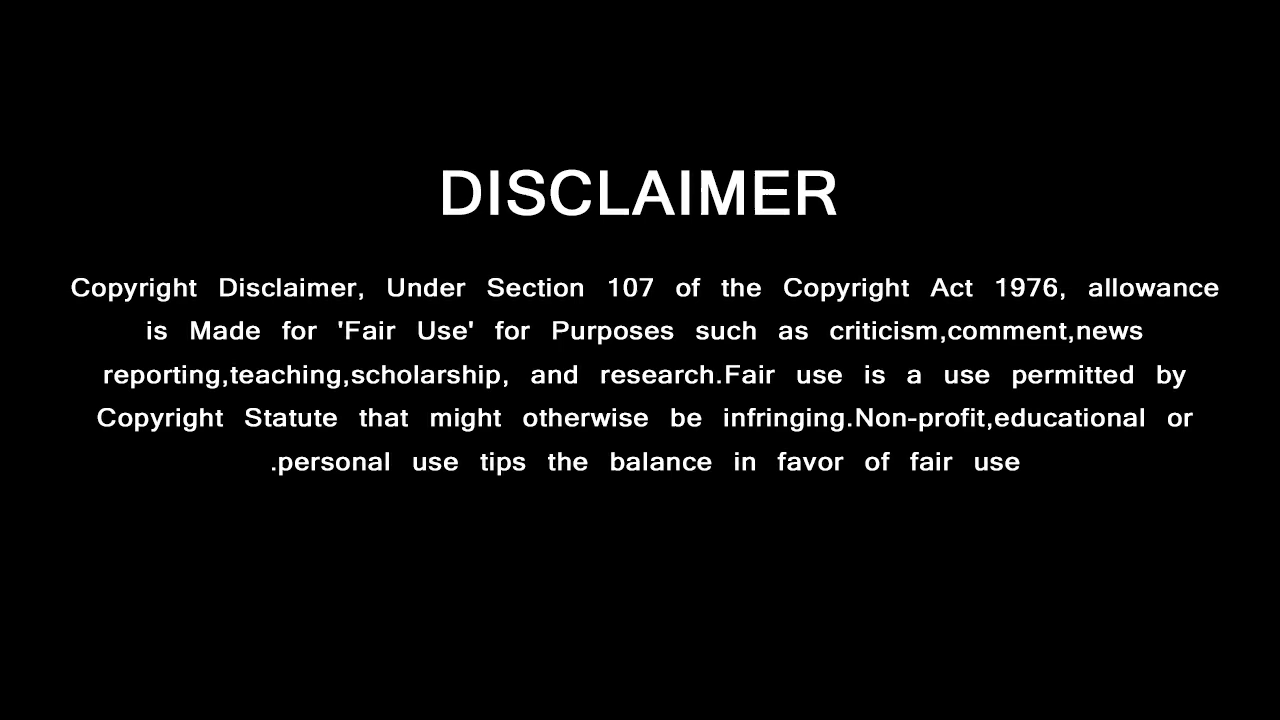 DISCLAIMER
Copyright Disclaimer, Under Section 107 of the Copyright Act 1976, allowance
is Made for 'Fair Use' for Purposes such as criticism,comment,news
reporting,teaching,scholarship, and research.Fair use is a use permitted by
Copyright Statute that might otherwise be infringing.Non-profit,educational or
.personal use tips the balance in favor of fair use